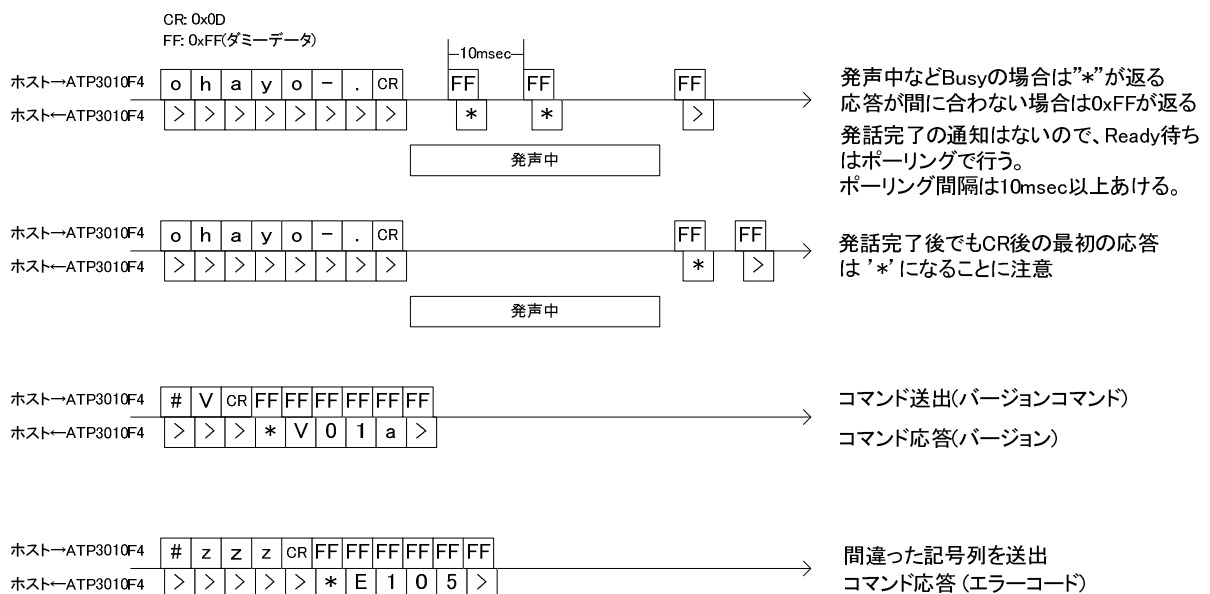 CR: 0x0D
FF: 0xFF(ダミーデータ)
10msec
ホスト→ATP3010F4 o h a y o - . CR FF FF FF
ホスト←ATP3010F4 > > > > > > > > * * >
発声中
発声中などBusyの場合は"*"が返る
応答が間に合わない場合は0xFFが返る
発話完了の通知はないので、Ready待ち
はポーリングで行う。
ポーリング間隔は10msec以上あける。
ホスト→ATP3010F4 o h a y o - . CR FF FF
ホスト←ATP3010F4 > > > > > > > > * >
発声中
発話完了後でもCR後の最初の応答
は '*' になることに注意
ホスト→ATP3010F4 # V CR FF FF FF FF FF FF
ホスト←ATP3010F4 > > > * V 0 1 a >
コマンド送出(バージョンコマンド)
コマンド応答(バージョン)
ホスト→ATP3010F4 # z z z CR FF FF FF FF FF FF
ホスト←ATP3010F4 > > > > > * E 1 0 5 >
間違った記号列を送出
コマンド応答 (エラーコード)